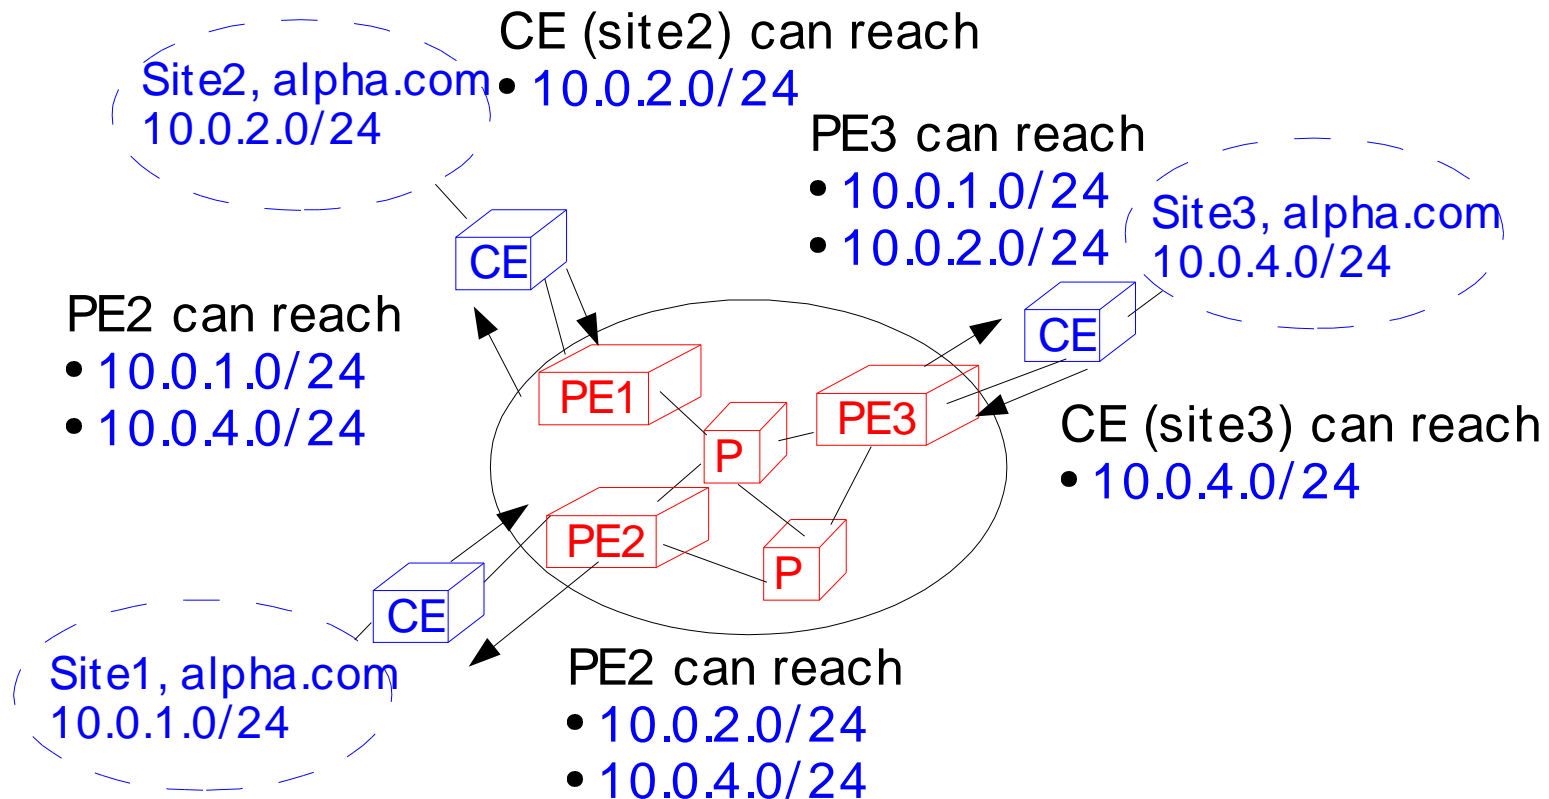 CE (site2) can reach
• 10.0.2.0/24
Site2, alpha.com
10.0.2.0/24
PE3 can reach
• 10.0.1.0/24
• 10.0.2.0/24
Site3, alpha.com
10.0.4.0/24
CE
CE
PE2 can reach
• 10.0.1.0/24
• 10.0.4.0/24
PE1
PE3
P
CE (site3) can reach
• 10.0.4.0/24
PE2
P
CE
Site1, alpha.com
10.0.1.0/24
PE2 can reach
• 10.0.2.0/24
• 10.0.4.0/24